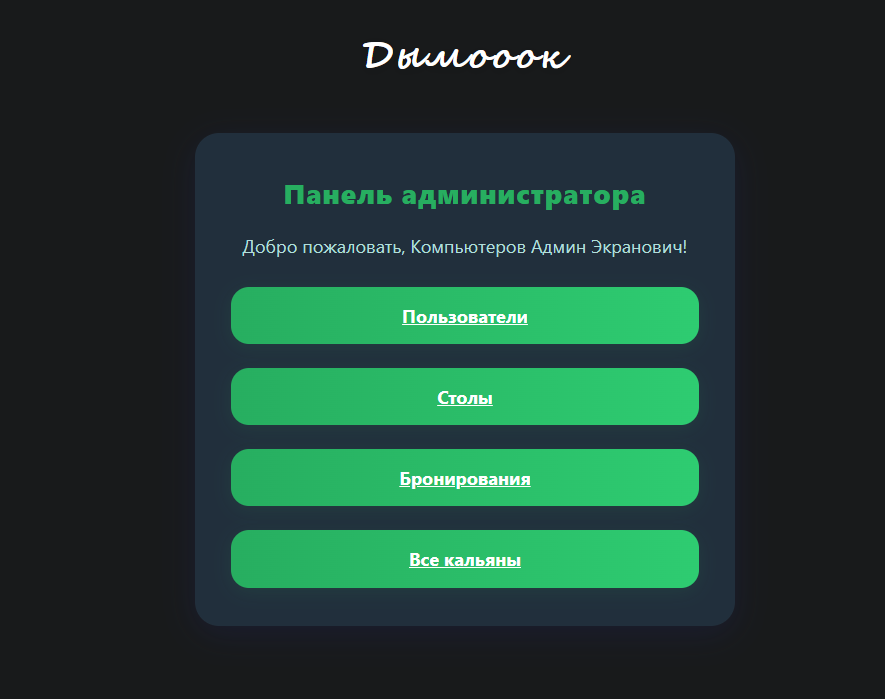 Дымооок
Панель администратора
Добро пожаловать, Компьютеров Админ Экранович!
Пользователи
Столы
Бронирования
Все кальяны